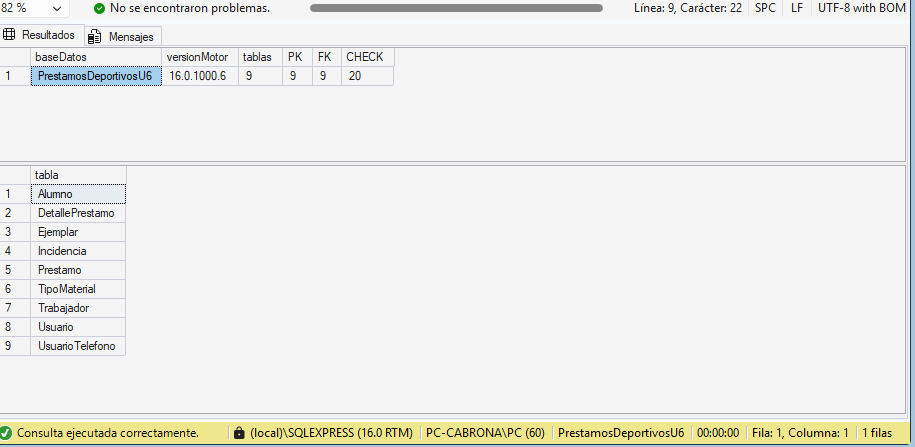 82 %
No se encontraron problemas.
Línea: 9, Carácter: 22
SPC
LF
UTF-8 with BOM
Resultados
Mensajes
baseDatos versionMotor tablas PK FK CHECK
1 PrestamosDeportivosU6 16.0.1000.6 9 9 9 20
tabla
1 Alumno
2 DetallePrestamo
3 Ejemplar
4 Incidencia
5 Prestamo
6 TipoMaterial
7 Trabajador
8 Usuario
9 UsuarioTelefono
Consulta ejecutada correctamente.
(local)\SQLEXPRESS (16.0 RTM)
PC-CABRONA\PC (60)
PrestamosDeportivosU6
00:00:00
Fila: 1, Columna: 1
1 filas